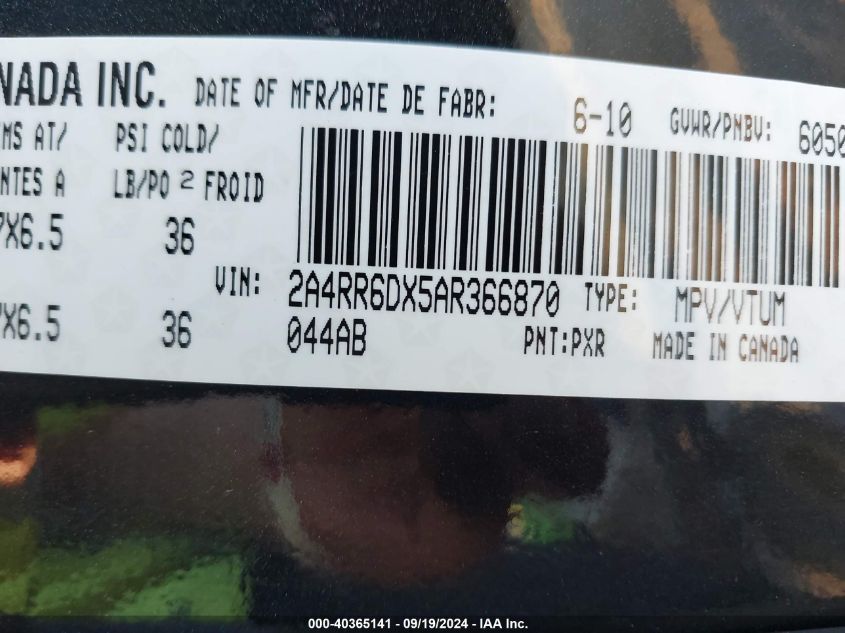 NADA INC. DATE OF MFR/DATE DE FABR: 6-10 GVWR/PNBV: 6050
MS AT/ PSI COLD/
NTES A LB/PO 2 FROID
7X6.5 36
VIN: 2A4RR6DX5AR366870 TYPE: MPV/VTUM
7X6.5 36 044AB PNT:PXR MADE IN CANADA
000-40365141 - 09/19/2024 - IAA Inc.